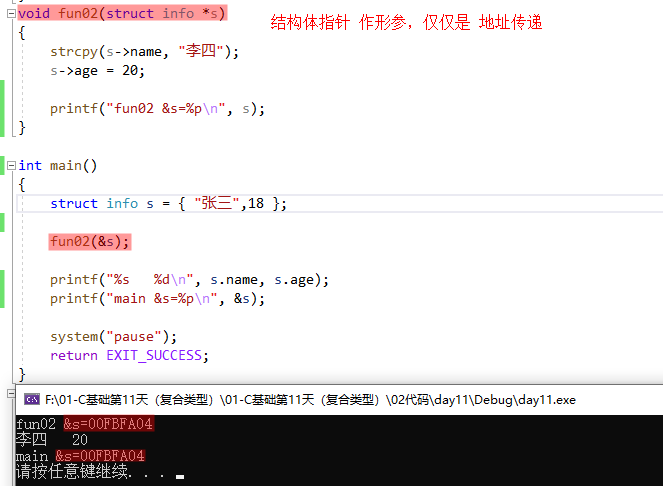 void fun02(struct info *s)
结构体指针 作形参，仅仅是 地址传递
{
strcpy(s->name, "李四");
s->age = 20;
printf("fun02 &s=%p\n", s);
}
int main()
{
struct info s = { "张三",18 };
fun02(&s);
printf("%s   %d\n", s.name, s.age);
printf("main &s=%p\n", &s);
system("pause");
return EXIT_SUCCESS;
}
F:\01-C基础第11天（复合类型）\01-C基础第11天（复合类型）\02代码\day11\Debug\day11.exe
fun02 &s=00FBFA04
李四   20
main &s=00FBFA04
请按任意键继续. . .